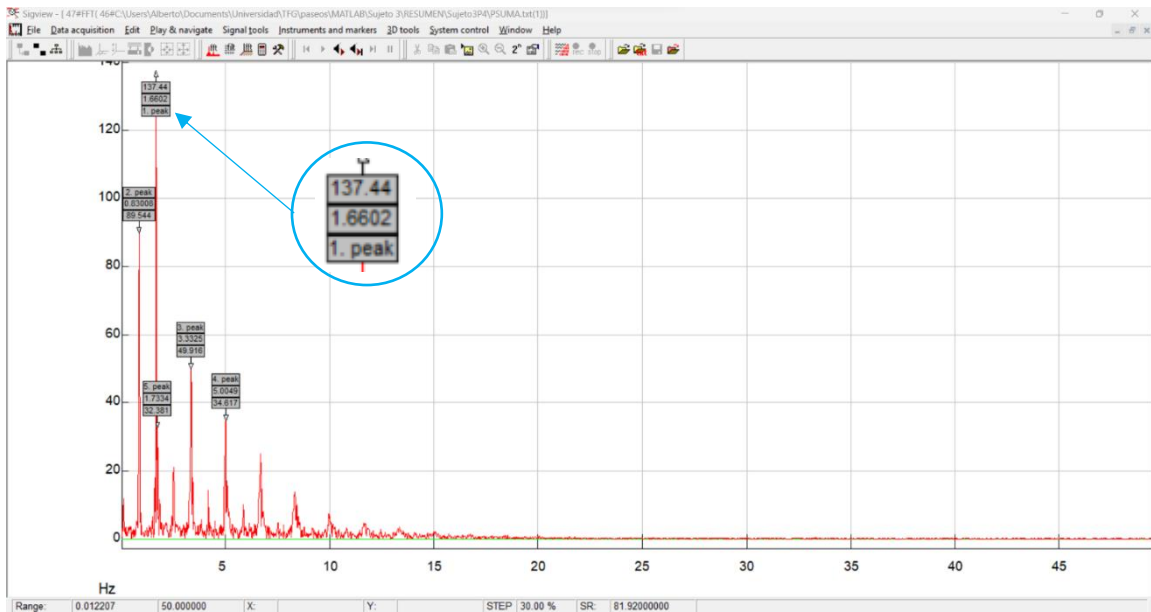 Sigview - [ 47#FFT( 46#C:\Users\Alberto\Documents\Universidad\TFG\paseos\MATLAB\Sujeto 3\RESUMEN\Sujeto3P4\PSUMA.txt(1))]
File Data acquisition Edit Play & navigate Signal tools Instruments and markers 3D tools System control Window Help
140
137.44
1.6602
1. peak
120
137.44
1.6602
1. peak
100
2. peak
0.83008
89.544
80
60
3. peak
3.3325
49.916
5. peak
1.7334
32.381
4. peak
5.0049
34.617
40
20
0
5 10 15 20 25 30 35 40 45
Hz
Range: 0.012207 50.000000 X: Y: STEP 30.00 % SR: 81.92000000